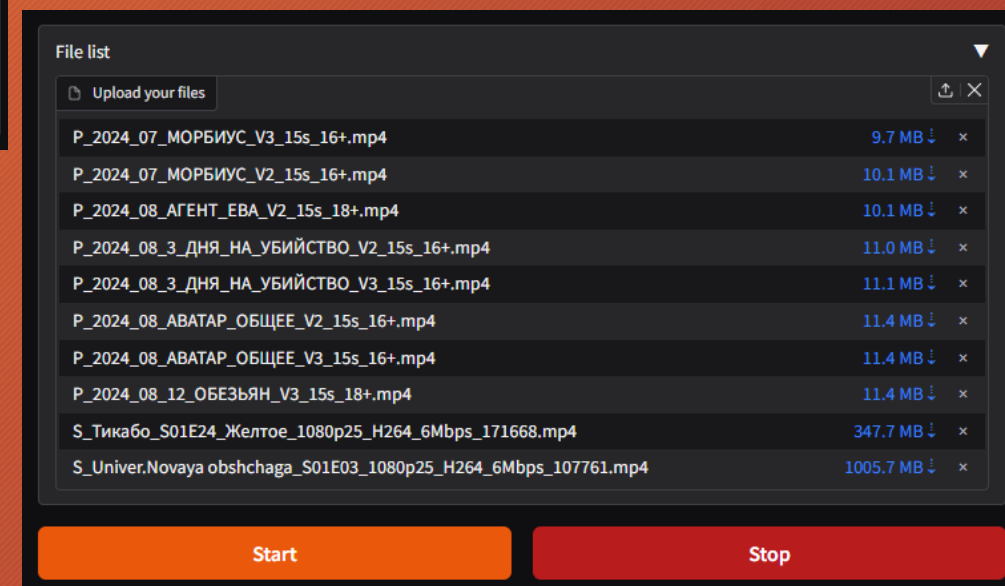 File list
Upload your files
P_2024_07_МОРБИУС_V3_15s_16+.mp4 9.7 MB
P_2024_07_МОРБИУС_V2_15s_16+.mp4 10.1 MB
P_2024_08_АГЕНТ_ЕВА_V2_15s_18+.mp4 10.1 MB
P_2024_08_3_ДНЯ_НА_УБИЙСТВО_V2_15s_16+.mp4 11.0 MB
P_2024_08_3_ДНЯ_НА_УБИЙСТВО_V3_15s_16+.mp4 11.1 MB
P_2024_08_АВАТАР_ОБЩЕЕ_V2_15s_16+.mp4 11.4 MB
P_2024_08_АВАТАР_ОБЩЕЕ_V3_15s_16+.mp4 11.4 MB
P_2024_08_12_ОБЕЗЬЯН_V3_15s_18+.mp4 11.4 MB
S_Тикабо_S01E24_Желтое_1080p25_H264_6Mbps_171668.mp4 347.7 MB
S_Univer.Novaya obshchaga_S01E03_1080p25_H264_6Mbps_107761.mp4 1005.7 MB
Start Stop